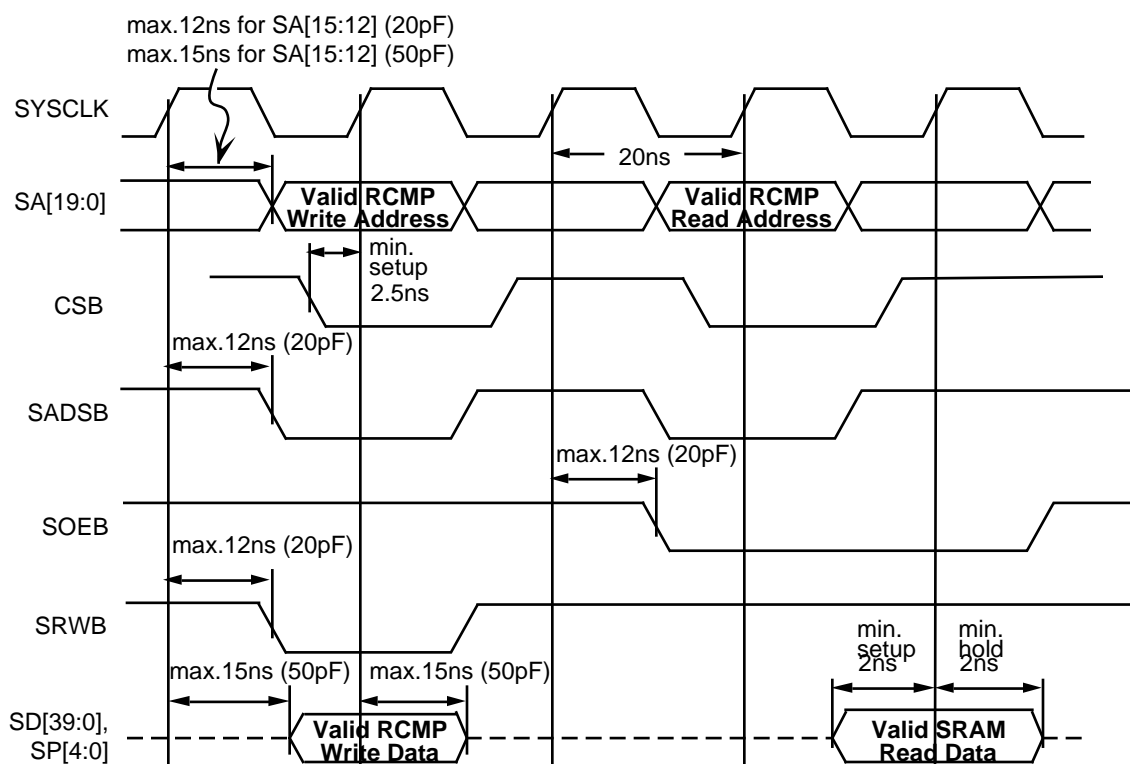 max.12ns for SA[15:12] (20pF)
max.15ns for SA[15:12] (50pF)
SYSCLK
20ns
SA[19:0]
Valid RCMP
Write Address
Valid RCMP
Read Address
min.
setup
2.5ns
CSB
max.12ns (20pF)
SADSB
max.12ns (20pF)
SOEB
max.12ns (20pF)
SRWB
min.
setup
2ns
min.
hold
2ns
max.15ns (50pF)
max.15ns (50pF)
SD[39:0],
SP[4:0]
Valid RCMP
Write Data
Valid SRAM
Read Data